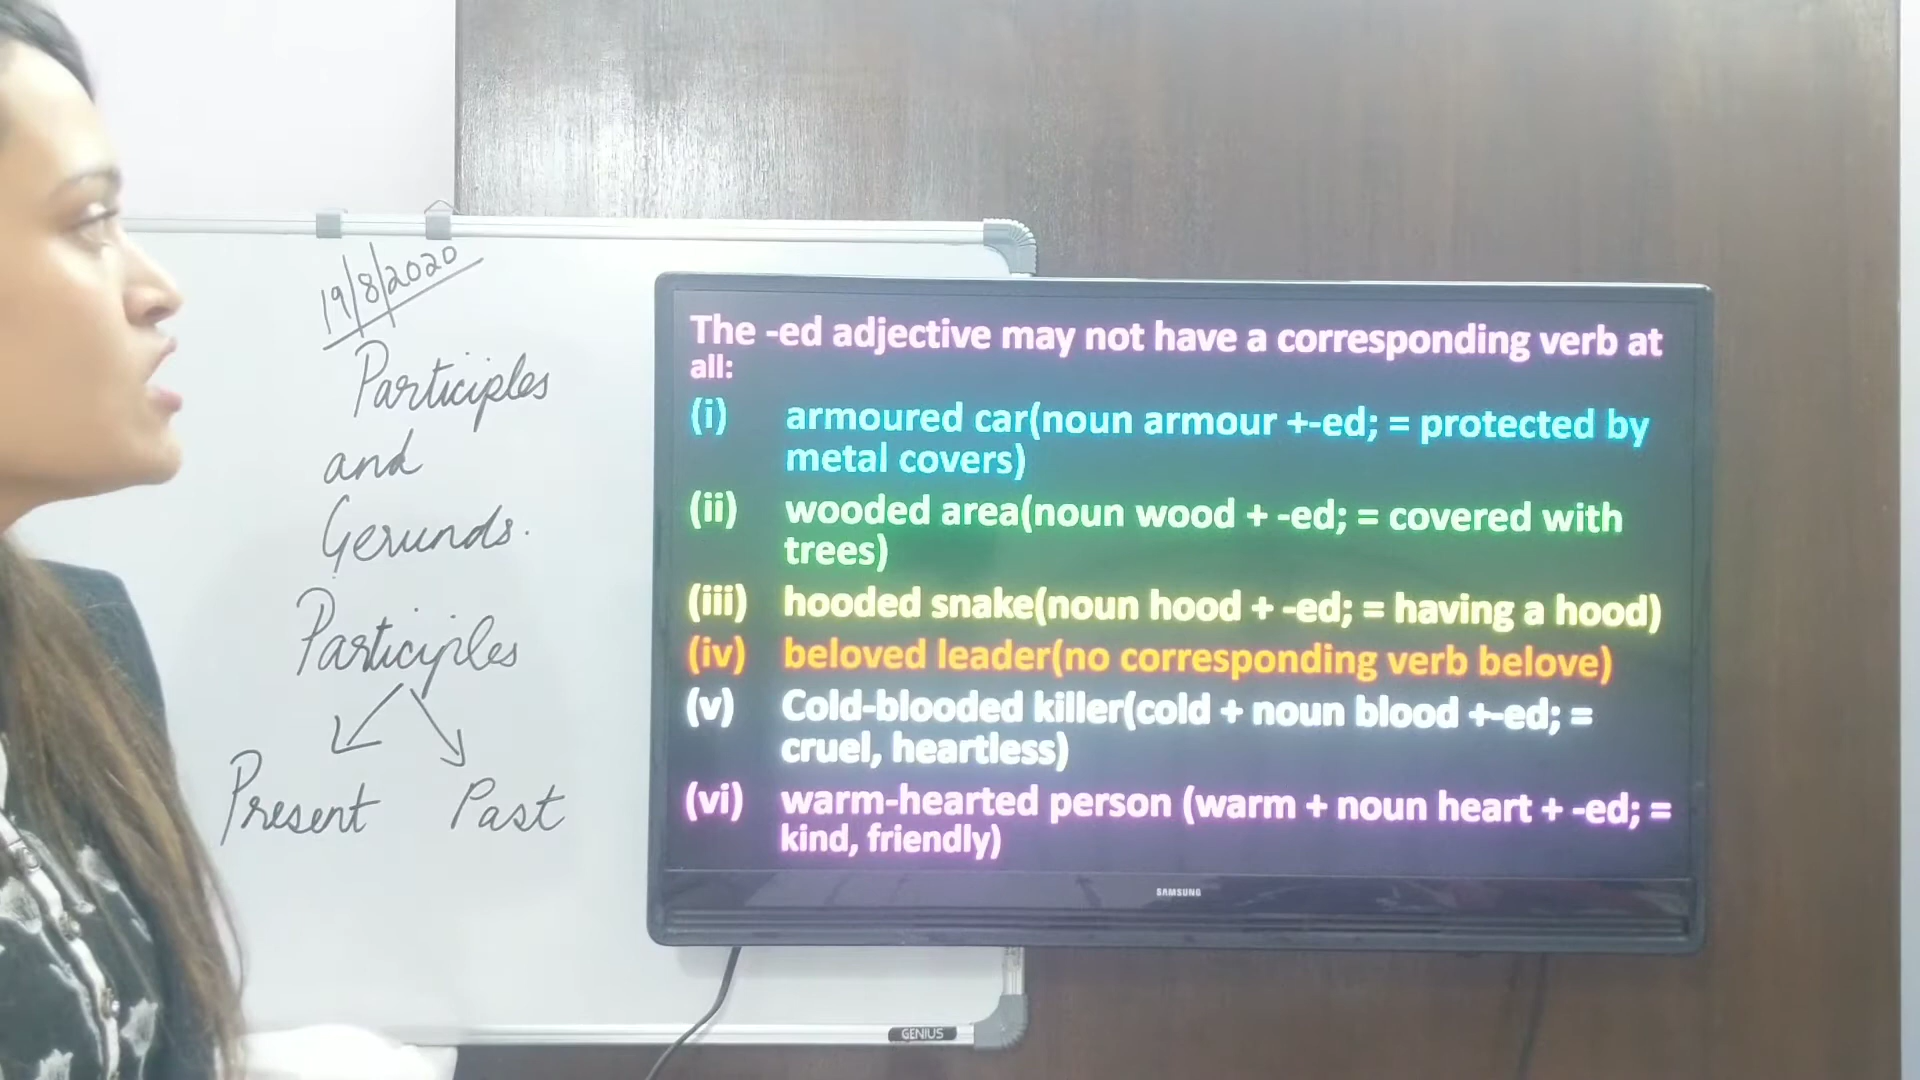 19/8/2020
Participles
and
Gerunds.
Participles
Present Past
The -ed adjective may not have a corresponding verb at
all:
(i) armoured car(noun armour +-ed; = protected by
metal covers)
(ii) wooded area(noun wood + -ed; = covered with
trees)
(iii) hooded snake(noun hood + -ed; = having a hood)
(iv) beloved leader(no corresponding verb belove)
(v) Cold-blooded killer(cold + noun blood +-ed; =
cruel, heartless)
(vi) warm-hearted person (warm + noun heart + -ed; =
kind, friendly)
SAMSUNG
GENIUS